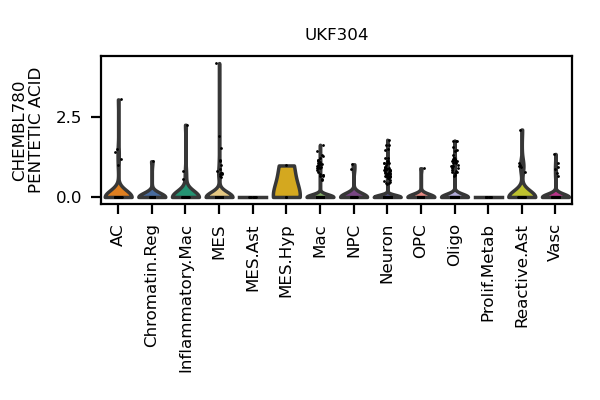 UKF304
CHEMBL780
PENTETIC ACID
2.5
0.0
AC
Chromatin.Reg
Inflammatory.Mac
MES
MES.Ast
MES.Hyp
Mac
NPC
Neuron
OPC
Oligo
Prolif.Metab
Reactive.Ast
Vasc